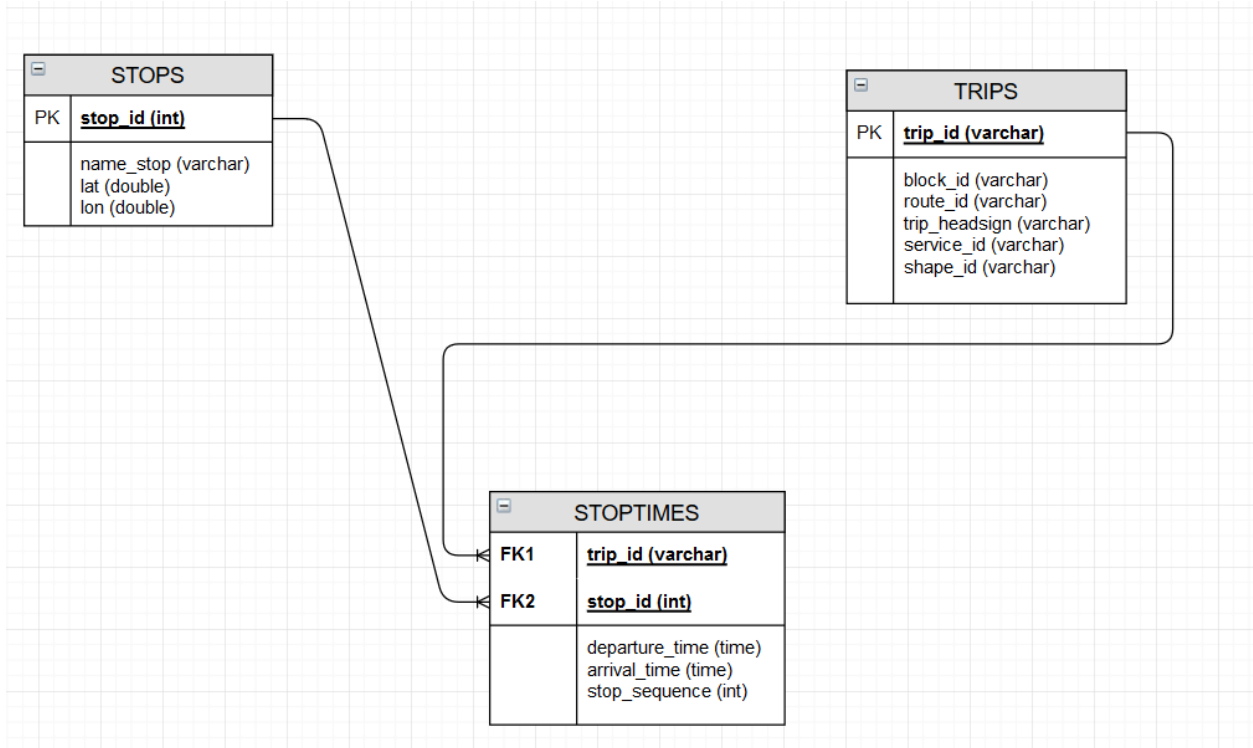 STOPS
PK stop_id (int)
name_stop (varchar)
lat (double)
lon (double)
TRIPS
PK trip_id (varchar)
block_id (varchar)
route_id (varchar)
trip_headsign (varchar)
service_id (varchar)
shape_id (varchar)
STOPTIMES
FK1 trip_id (varchar)
FK2 stop_id (int)
departure_time (time)
arrival_time (time)
stop_sequence (int)